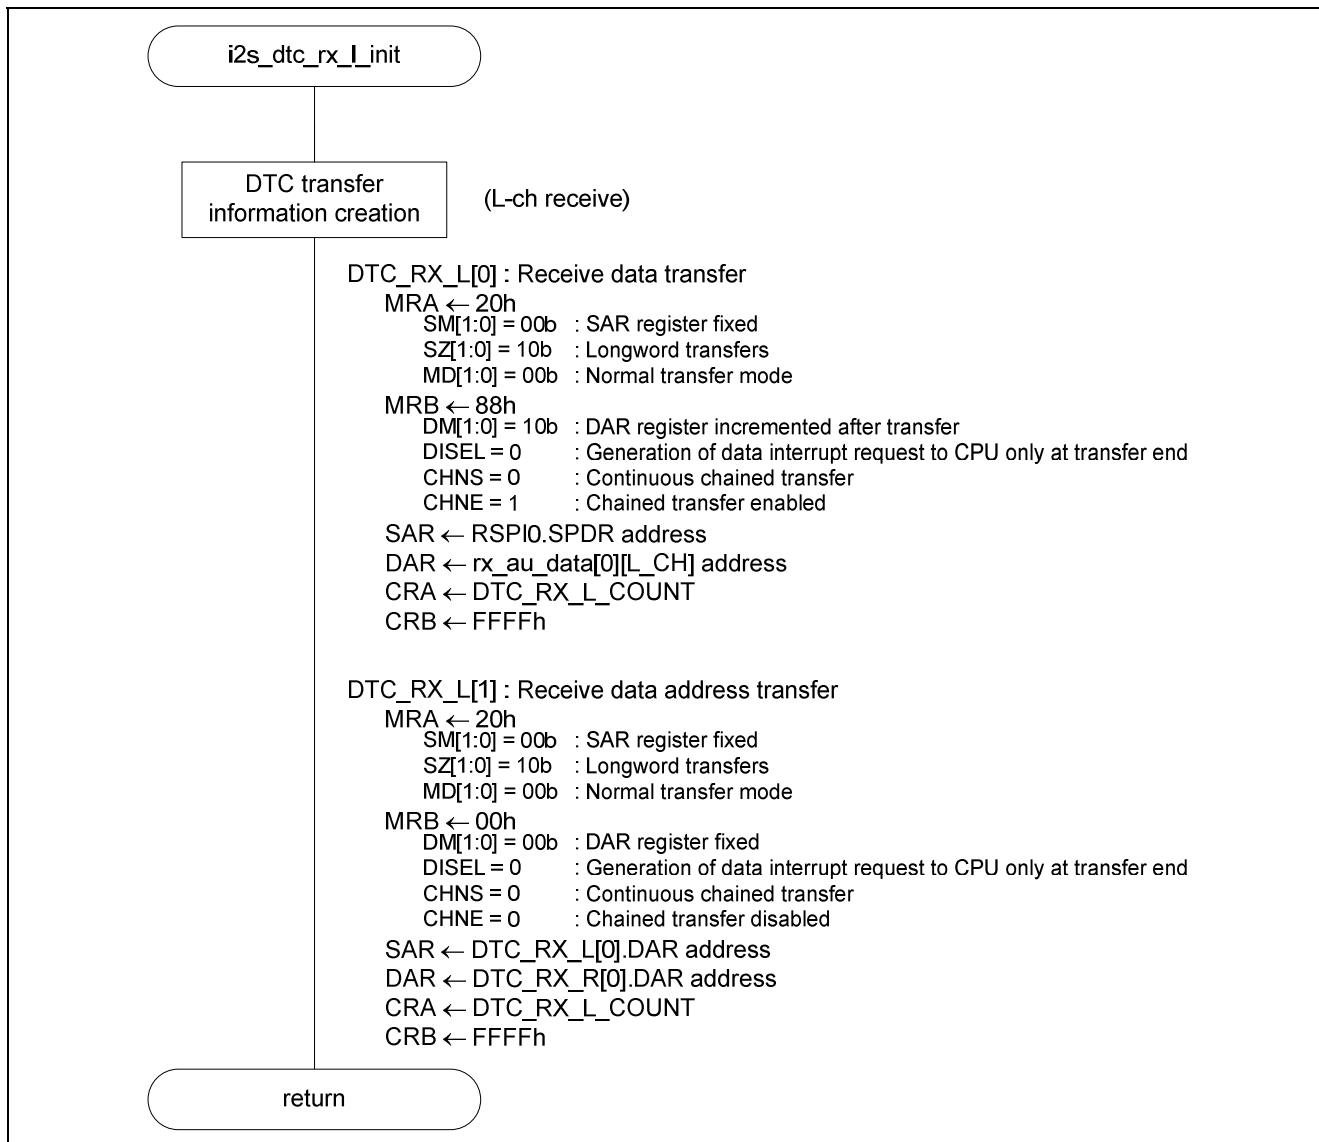 i2s_dtc_rx_l_init
DTC transfer
information creation
(L-ch receive)
DTC_RX_L[0] : Receive data transfer
MRA ← 20h
SM[1:0] = 00b : SAR register fixed
SZ[1:0] = 10b : Longword transfers
MD[1:0] = 00b : Normal transfer mode
MRB ← 88h
DM[1:0] = 10b : DAR register incremented after transfer
DISEL = 0 : Generation of data interrupt request to CPU only at transfer end
CHNS = 0 : Continuous chained transfer
CHNE = 1 : Chained transfer enabled
SAR ← RSPI0.SPDR address
DAR ← rx_au_data[0][L_CH] address
CRA ← DTC_RX_L_COUNT
CRB ← FFFFh
DTC_RX_L[1] : Receive data address transfer
MRA ← 20h
SM[1:0] = 00b : SAR register fixed
SZ[1:0] = 10b : Longword transfers
MD[1:0] = 00b : Normal transfer mode
MRB ← 00h
DM[1:0] = 00b : DAR register fixed
DISEL = 0 : Generation of data interrupt request to CPU only at transfer end
CHNS = 0 : Continuous chained transfer
CHNE = 0 : Chained transfer disabled
SAR ← DTC_RX_L[0].DAR address
DAR ← DTC_RX_R[0].DAR address
CRA ← DTC_RX_L_COUNT
CRB ← FFFFh
return